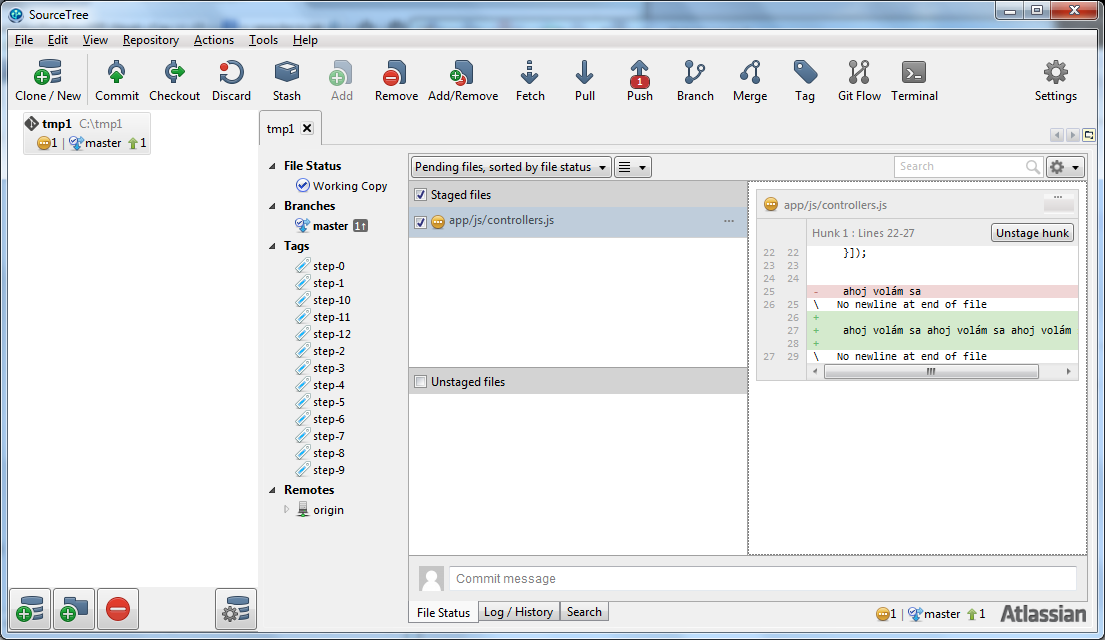 SourceTree
File Edit View Repository Actions Tools Help
Clone / New Commit Checkout Discard Stash Add Remove Add/Remove Fetch Pull Push 1 Branch Merge Tag Git Flow Terminal Settings
tmp1 C:\tmp1
1 | master 1
tmp1
File Status
Working Copy
Branches
master 1↑
Tags
step-0
step-1
step-10
step-11
step-12
step-2
step-3
step-4
step-5
step-6
step-7
step-8
step-9
Remotes
origin
Pending files, sorted by file status
Search
Staged files
app/js/controllers.js ...
Unstaged files
app/js/controllers.js ...
Hunk 1 : Lines 22-27 Unstage hunk
22 22 }]);
23 23
24 24
25 - ahoj volám sa
26 25 \ No newline at end of file
26 +
27 + ahoj volám sa ahoj volám sa ahoj volám
28 +
27 29 \ No newline at end of file
Commit message
File Status Log / History Search
1 | master 1 Atlassian